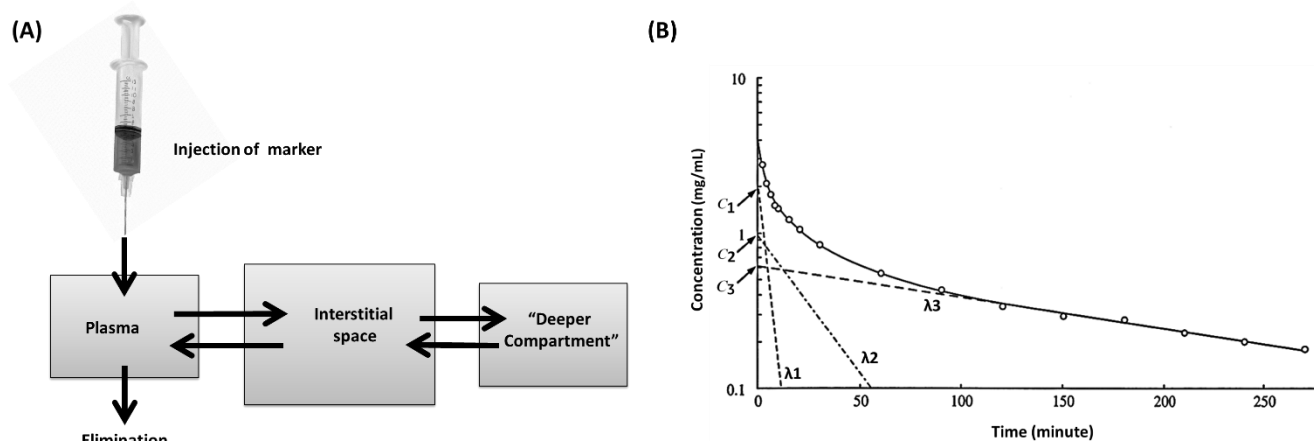 (A)
Injection of marker
Plasma
Interstitial
space
“Deeper
Compartment”
Elimination
(B)
Concentration (mg/mL)
10
C1
1
C2
C3
0.1
λ1
λ2
λ3
0
50
100
150
200
250
Time (minute)